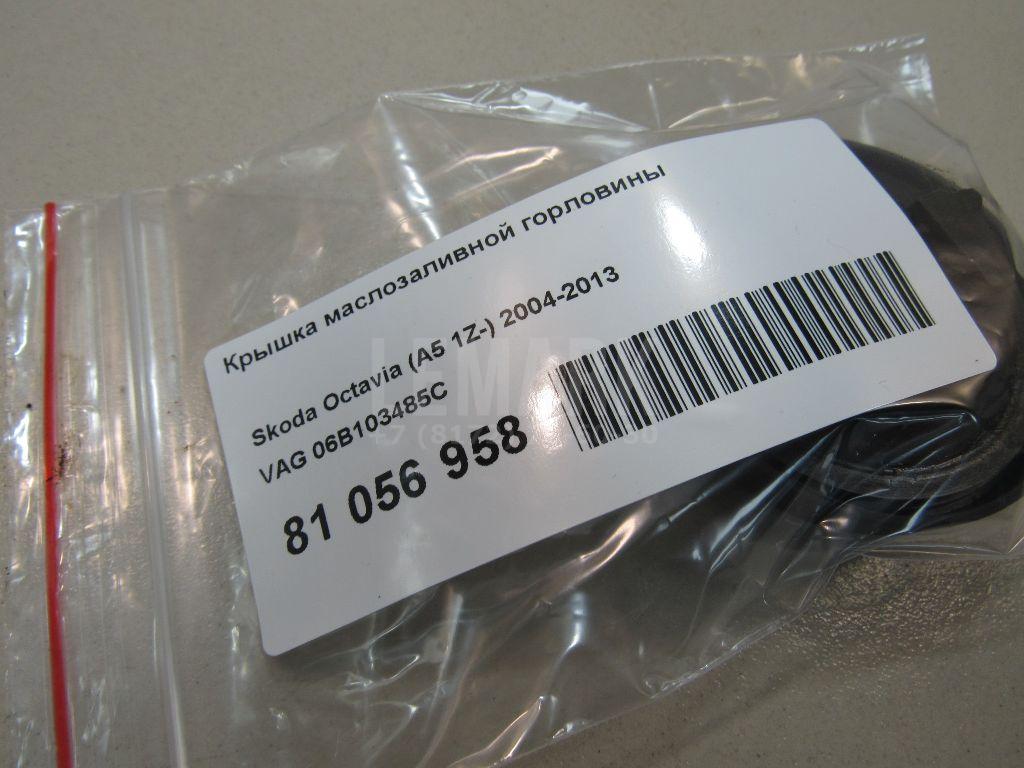 Крышка маслозаливной горловины
Skoda Octavia (A5 1Z-) 2004-2013
VAG 06B103485C
81 056 958